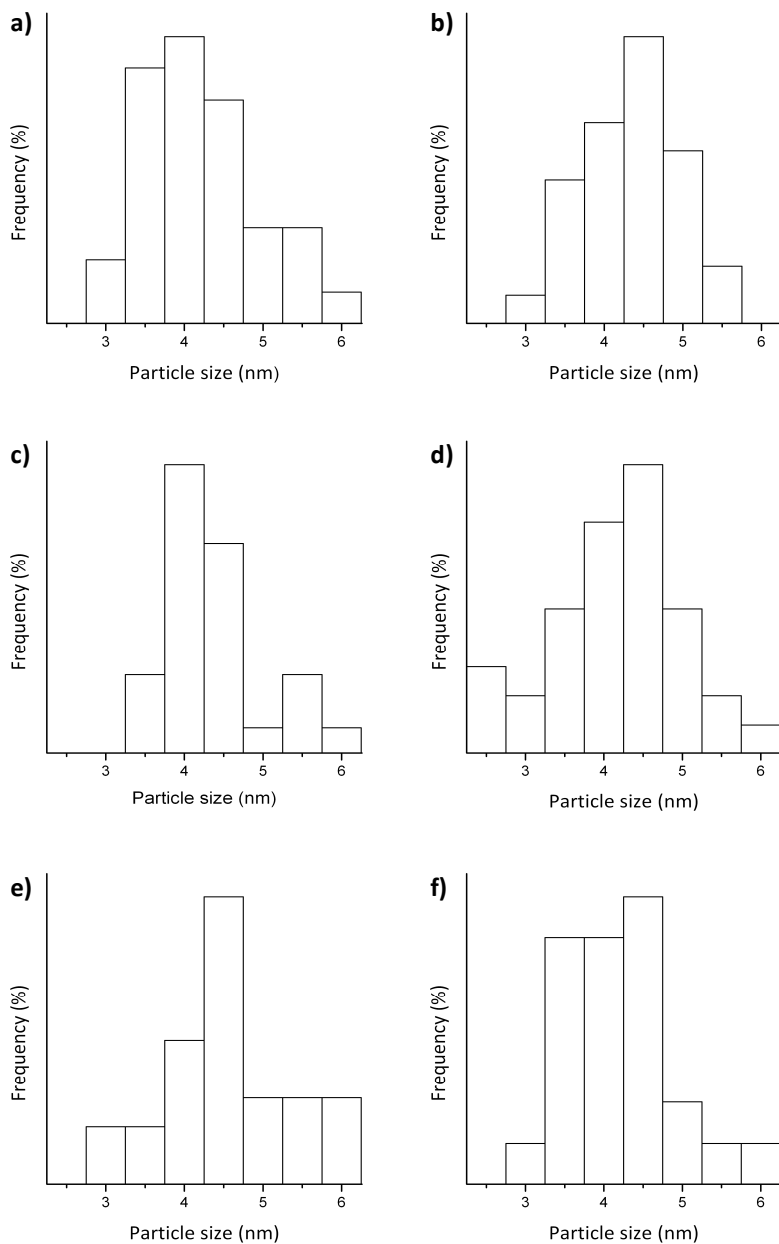 a)
Frequency (%)
3 4 5 6
Particle size (nm)
b)
Frequency (%)
3 4 5 6
Particle size (nm)
c)
Frequency (%)
3 4 5 6
Particle size (nm)
d)
Frequency (%)
3 4 5 6
Particle size (nm)
e)
Frequency (%)
3 4 5 6
Particle size (nm)
f)
Frequency (%)
3 4 5 6
Particle size (nm)